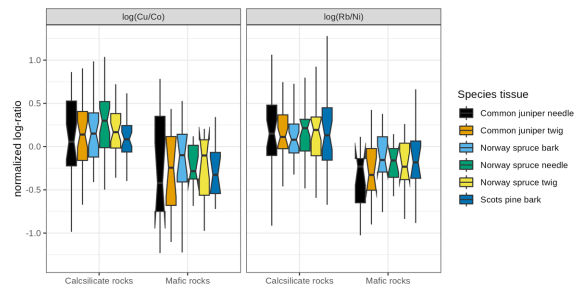 log(Cu/Co)
log(Rb/Ni)
normalized log-ratio
1.0
0.5
0.0
-0.5
-1.0
Calcsilicate rocks
Mafic rocks
Calcsilicate rocks
Mafic rocks
Species tissue
Common juniper needle
Common juniper twig
Norway spruce bark
Norway spruce needle
Norway spruce twig
Scots pine bark